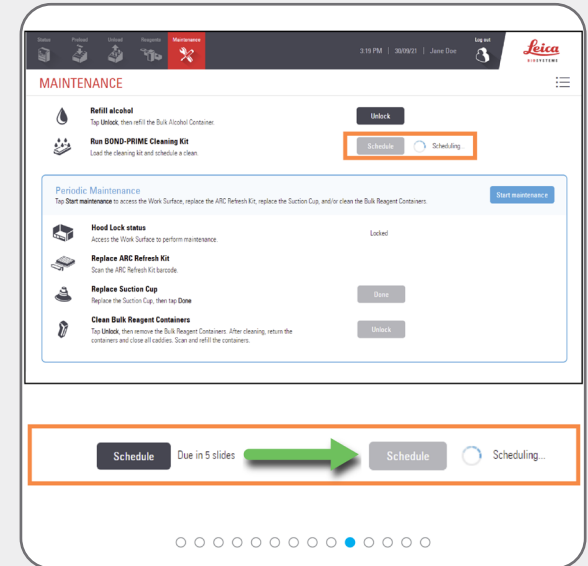 Status Preload Unload Reagents Maintenance
3:19 PM | 30/09/21 | Jane Doe
Log out
Leica
BIOSYSTEMS
MAINTENANCE
Refill alcohol
Tap Unlock, then refill the Bulk Alcohol Container.
Unlock
Run BOND-PRIME Cleaning Kit
Load the cleaning kit and schedule a clean.
Schedule Scheduling...
Periodic Maintenance
Tap Start maintenance to access the Work Surface, replace the ARC Refresh Kit, replace the Suction Cup, and/or clean the Bulk Reagent Containers.
Start maintenance
Hood Lock status
Access the Work Surface to perform maintenance.
Locked
Replace ARC Refresh Kit
Scan the ARC Refresh Kit barcode.
Replace Suction Cup
Replace the Suction Cup, then tap Done
Done
Clean Bulk Reagent Containers
Tap Unlock, then remove the Bulk Reagent Containers. After cleaning, return the
containers and close all caddies. Scan and refill the containers.
Unlock
Schedule Due in 5 slides Schedule Scheduling...